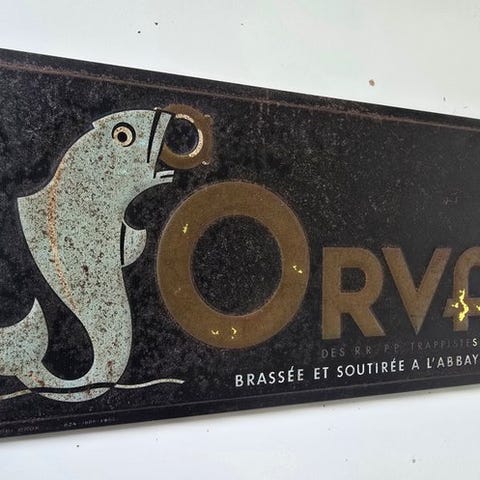 ORVA
DES RR. PP. TRAPPISTES
BRASSÉE ET SOUTIRÉE A L'ABBAY